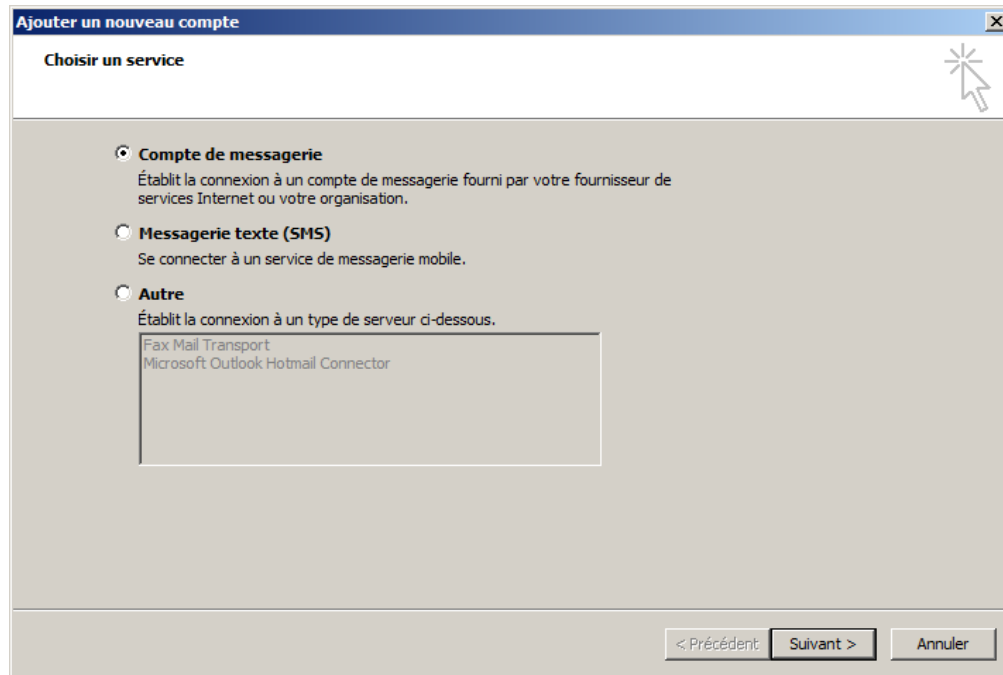 Ajouter un nouveau compte
Choisir un service
Compte de messagerie
Établit la connexion à un compte de messagerie fourni par votre fournisseur de
services Internet ou votre organisation.
Messagerie texte (SMS)
Se connecter à un service de messagerie mobile.
Autre
Établit la connexion à un type de serveur ci-dessous.
Fax Mail Transport
Microsoft Outlook Hotmail Connector
< Précédent Suivant > Annuler